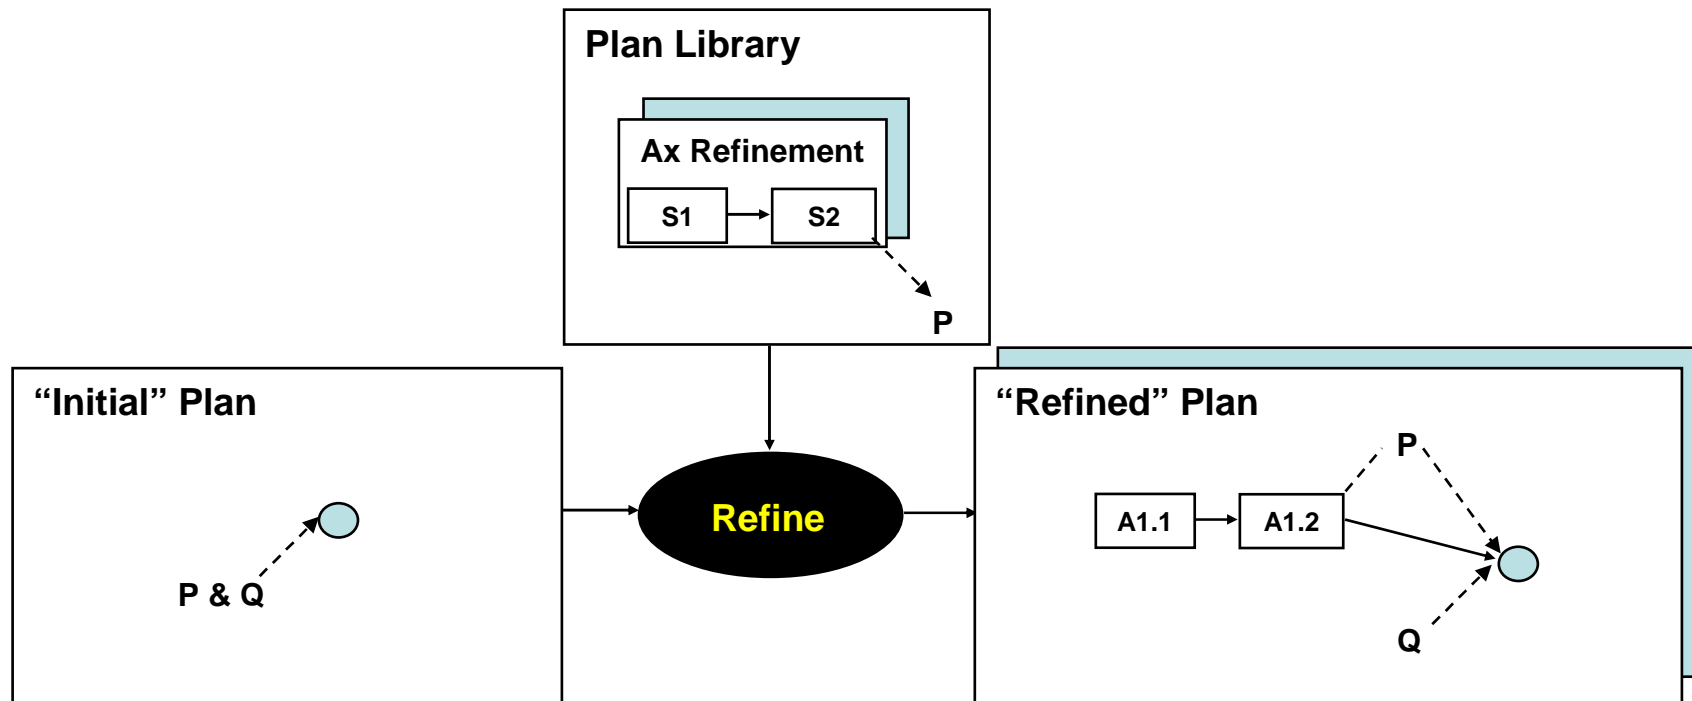 Plan Library
Ax Refinement
S1
S2
P
“Initial” Plan
P & Q
Refine
“Refined” Plan
P
A1.1
A1.2
Q